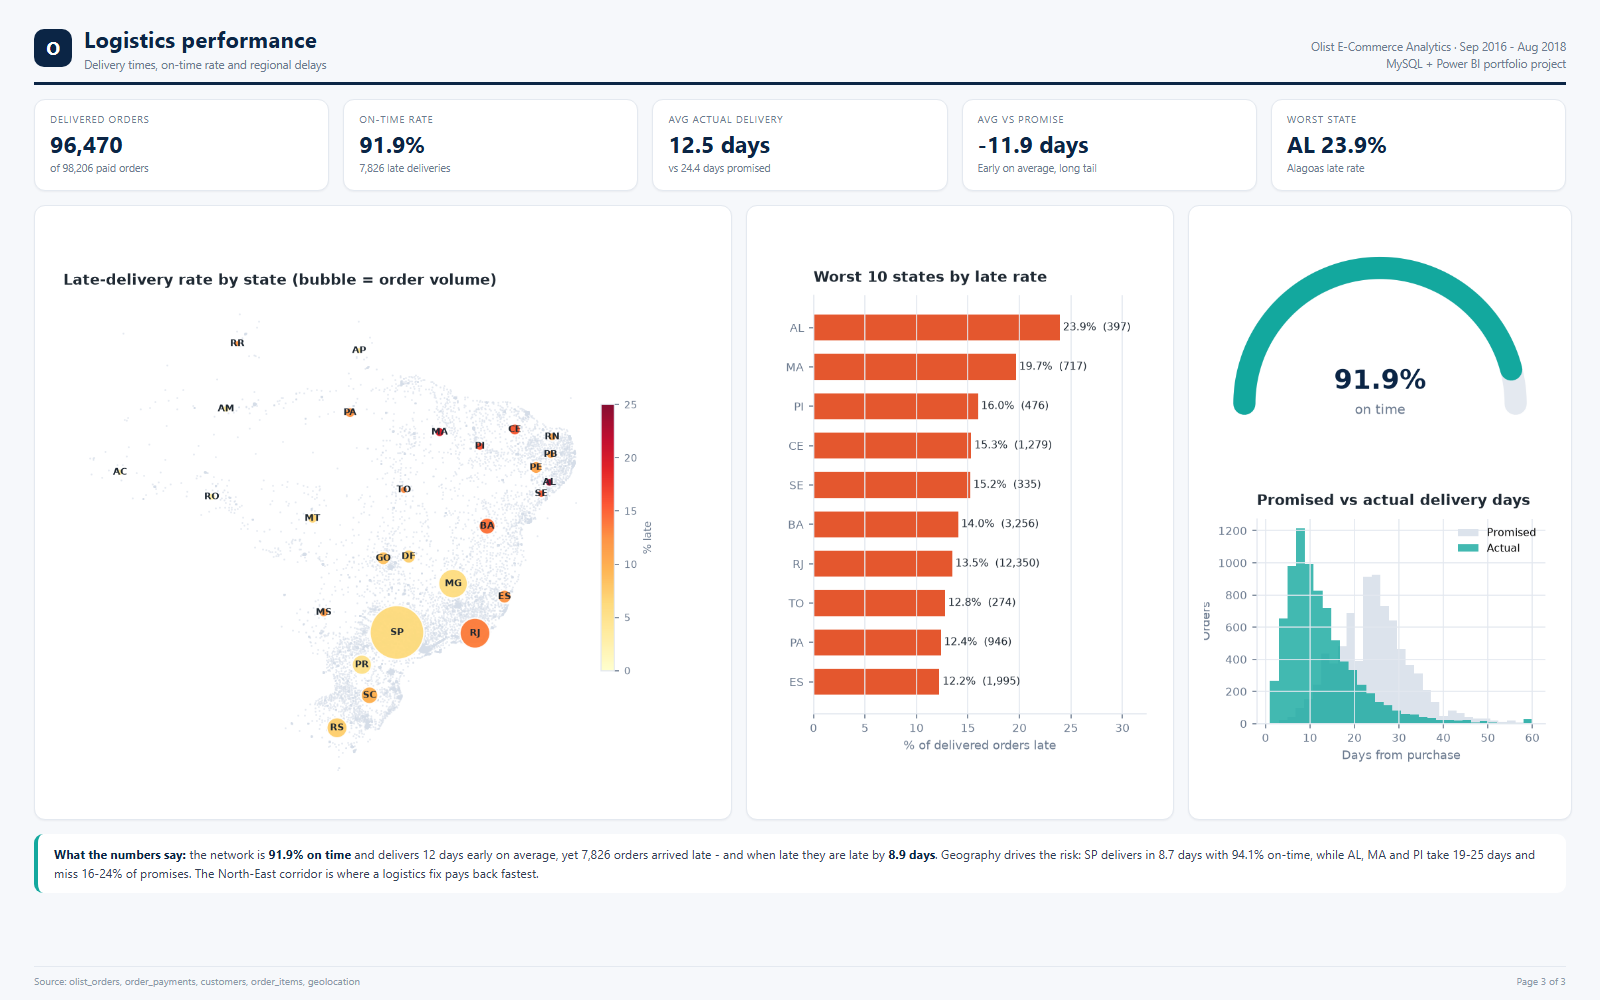 O
Logistics performance
Delivery times, on-time rate and regional delays
Olist E-Commerce Analytics · Sep 2016 - Aug 2018
MySQL + Power BI portfolio project
DELIVERED ORDERS
96,470
of 98,206 paid orders
ON-TIME RATE
91.9%
7,826 late deliveries
AVG ACTUAL DELIVERY
12.5 days
vs 24.4 days promised
AVG VS PROMISE
-11.9 days
Early on average, long tail
WORST STATE
AL 23.9%
Alagoas late rate
Late-delivery rate by state (bubble = order volume)
RR
AP
AM
PA
MA
CE
PI
RN
PB
PE
AC
AL
SE
RO
TO
MT
BA
GO
DF
MG
ES
MS
SP
RJ
PR
SC
RS
25
20
15
10
5
0
% late
Worst 10 states by late rate
AL
23.9% (397)
MA
19.7% (717)
PI
16.0% (476)
CE
15.3% (1,279)
SE
15.2% (335)
BA
14.0% (3,256)
RJ
13.5% (12,350)
TO
12.8% (274)
PA
12.4% (946)
ES
12.2% (1,995)
0 5 10 15 20 25 30
% of delivered orders late
91.9%
on time
Promised vs actual delivery days
Promised
Actual
1200
1000
800
600
400
200
0
Orders
0 10 20 30 40 50 60
Days from purchase
What the numbers say: the network is 91.9% on time and delivers 12 days early on average, yet 7,826 orders arrived late - and when late they are late by 8.9 days. Geography drives the risk: SP delivers in 8.7 days with 94.1% on-time, while AL, MA and PI take 19-25 days and
miss 16-24% of promises. The North-East corridor is where a logistics fix pays back fastest.
Source: olist_orders, order_payments, customers, order_items, geolocation
Page 3 of 3